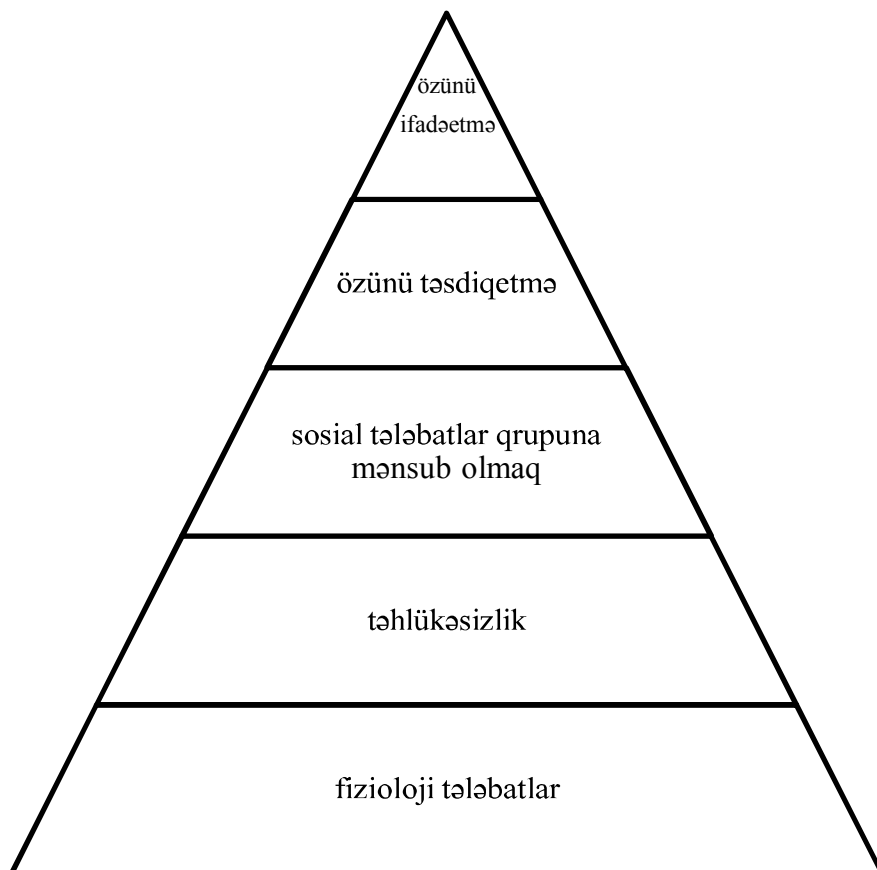 özünü
ifadəetmə
özünü təsdiqetmə
sosial tələbatlar qrupuna
mənsub olmaq
təhlükəsizlik
fizioloji tələbatlar